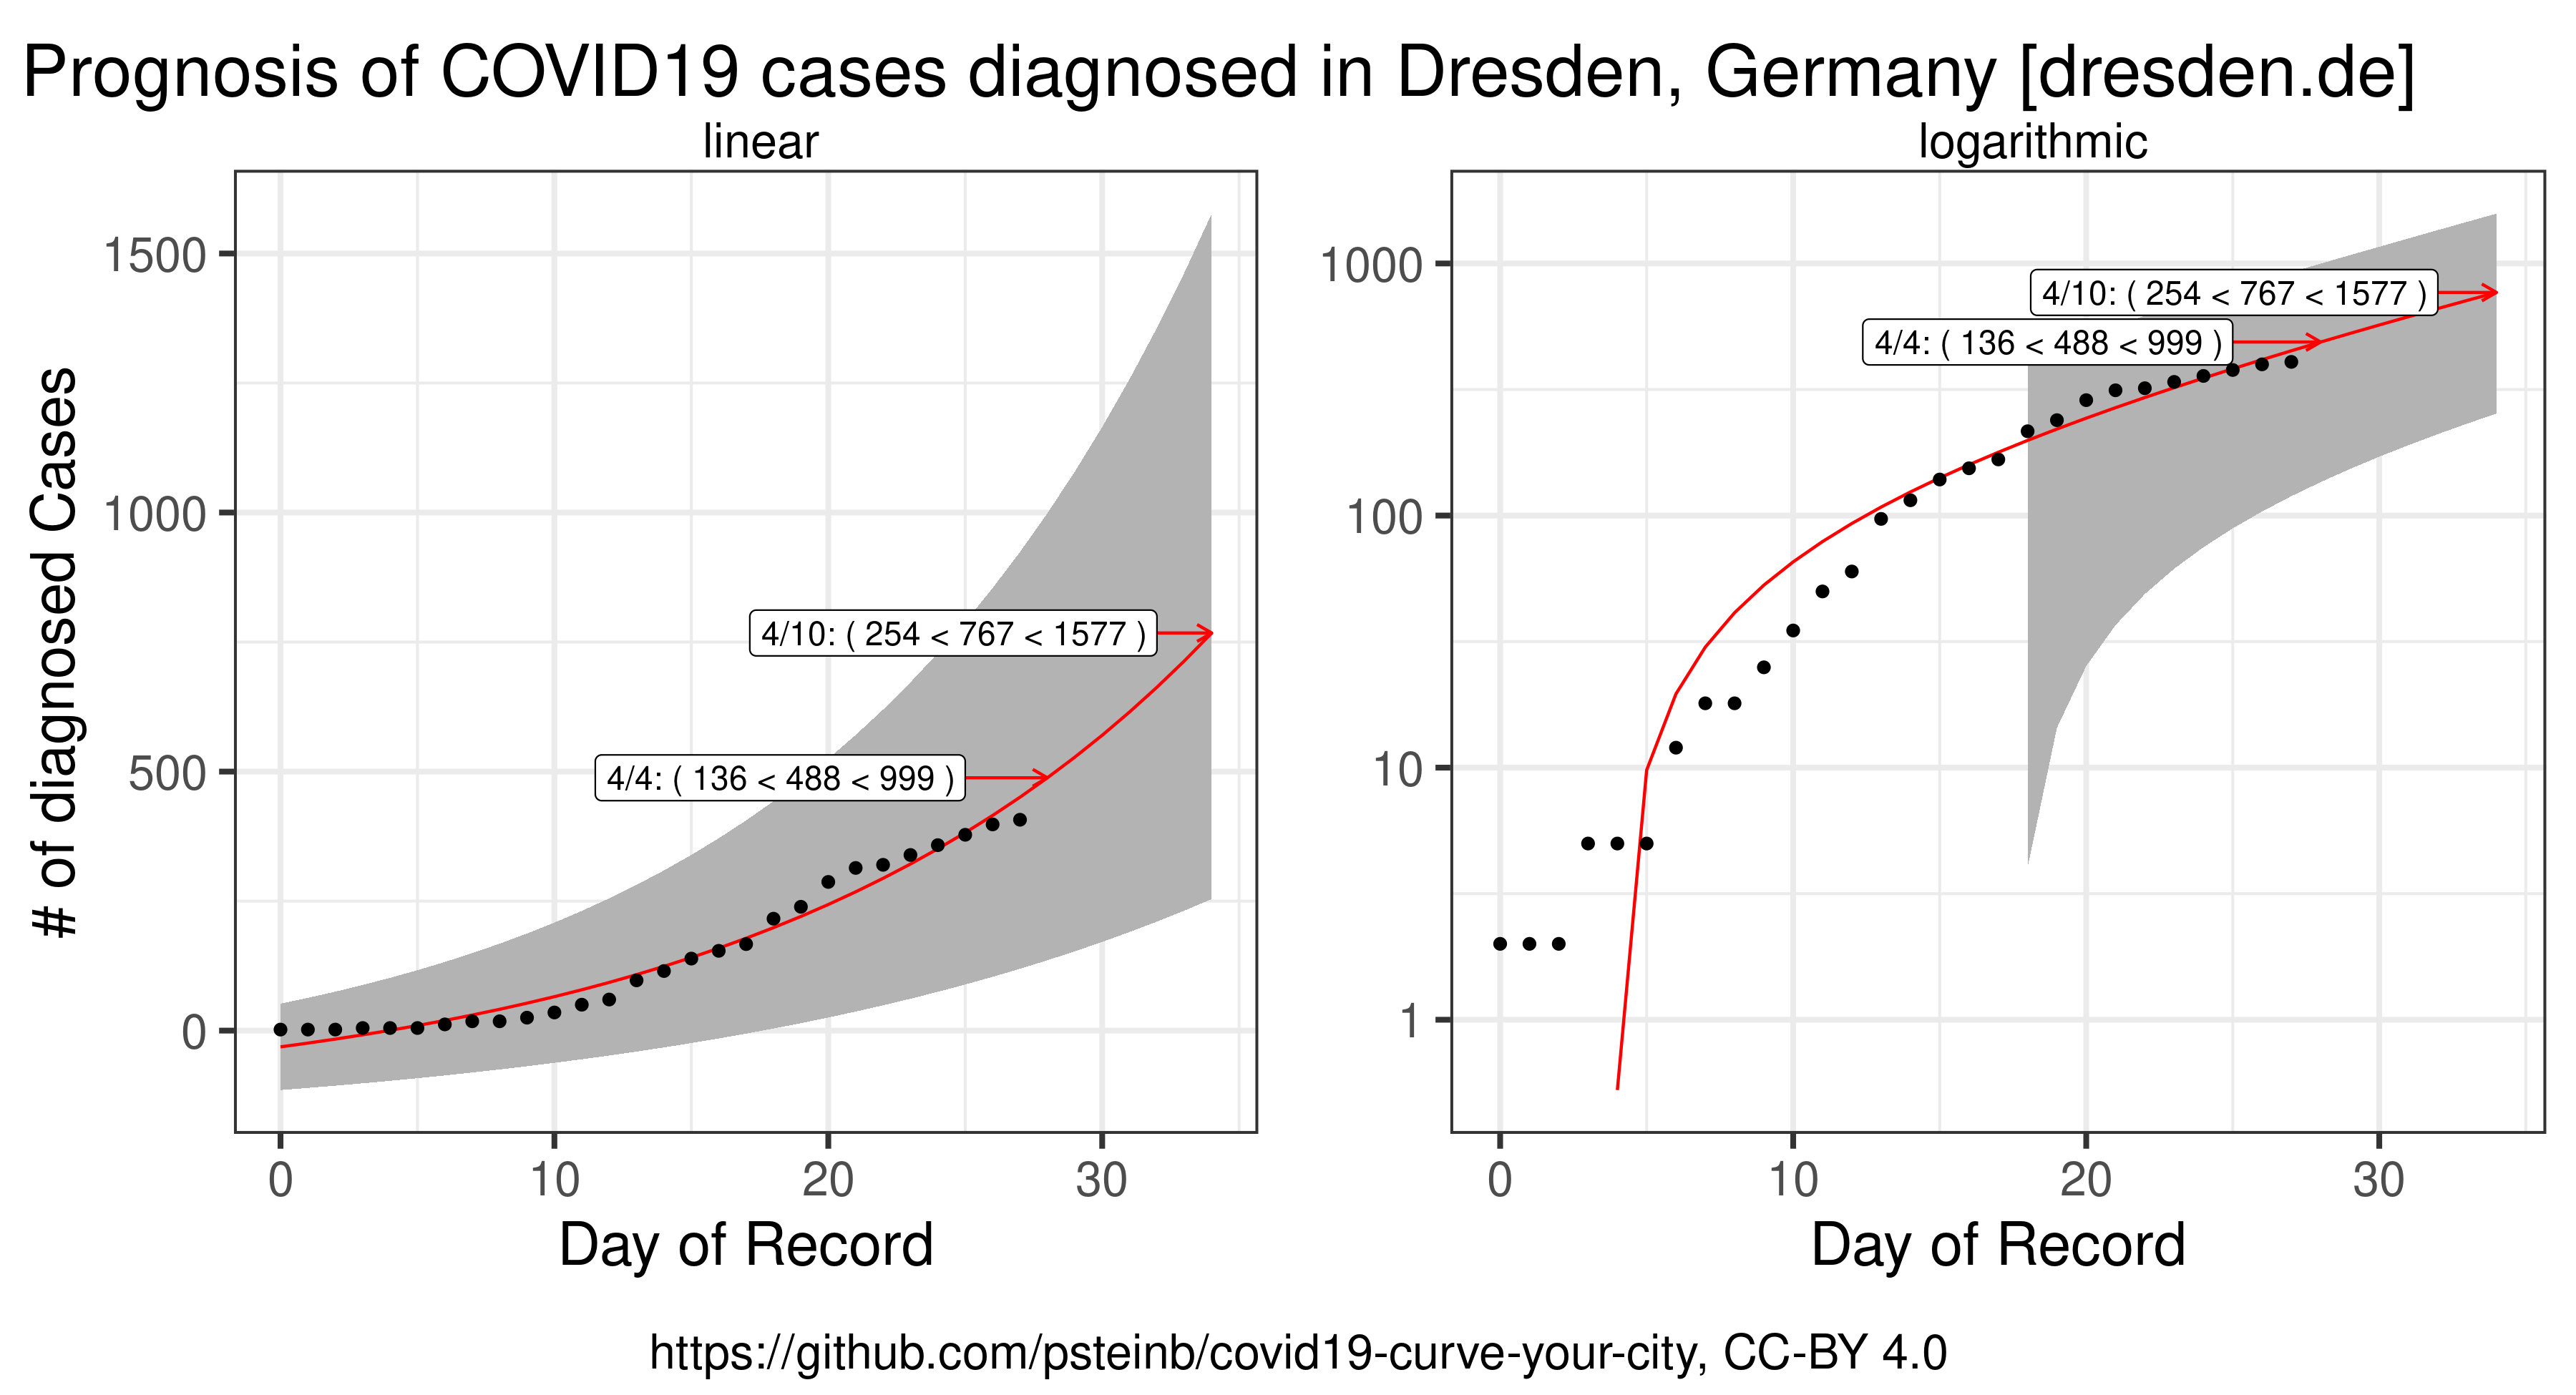 Prognosis of COVID19 cases diagnosed in Dresden, Germany [dresden.de]
linear
# of diagnosed Cases
1500
1000
500
0
4/10: ( 254 < 767 < 1577 )
4/4: ( 136 < 488 < 999 )
0 10 20 30
Day of Record
logarithmic
1000
100
10
1
4/10: ( 254 < 767 < 1577 )
4/4: ( 136 < 488 < 999 )
0 10 20 30
Day of Record
https://github.com/psteinb/covid19-curve-your-city, CC-BY 4.0